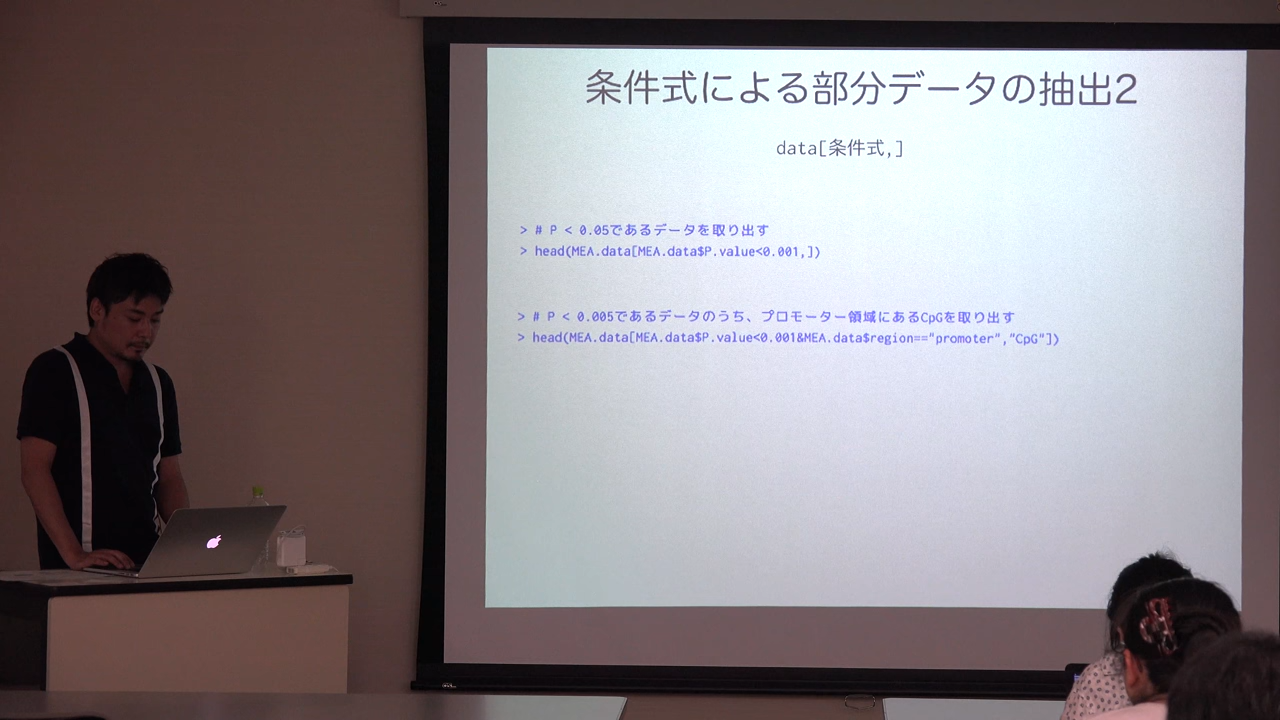 条件式による部分データの抽出2
data[条件式,]
> # P < 0.05であるデータを取り出す
> head(MEA.data[MEA.data$P.value<0.001,])
> # P < 0.005であるデータのうち、プロモーター領域にあるCpGを取り出す
> head(MEA.data[MEA.data$P.value<0.001&MEA.data$region=="promoter","CpG"])